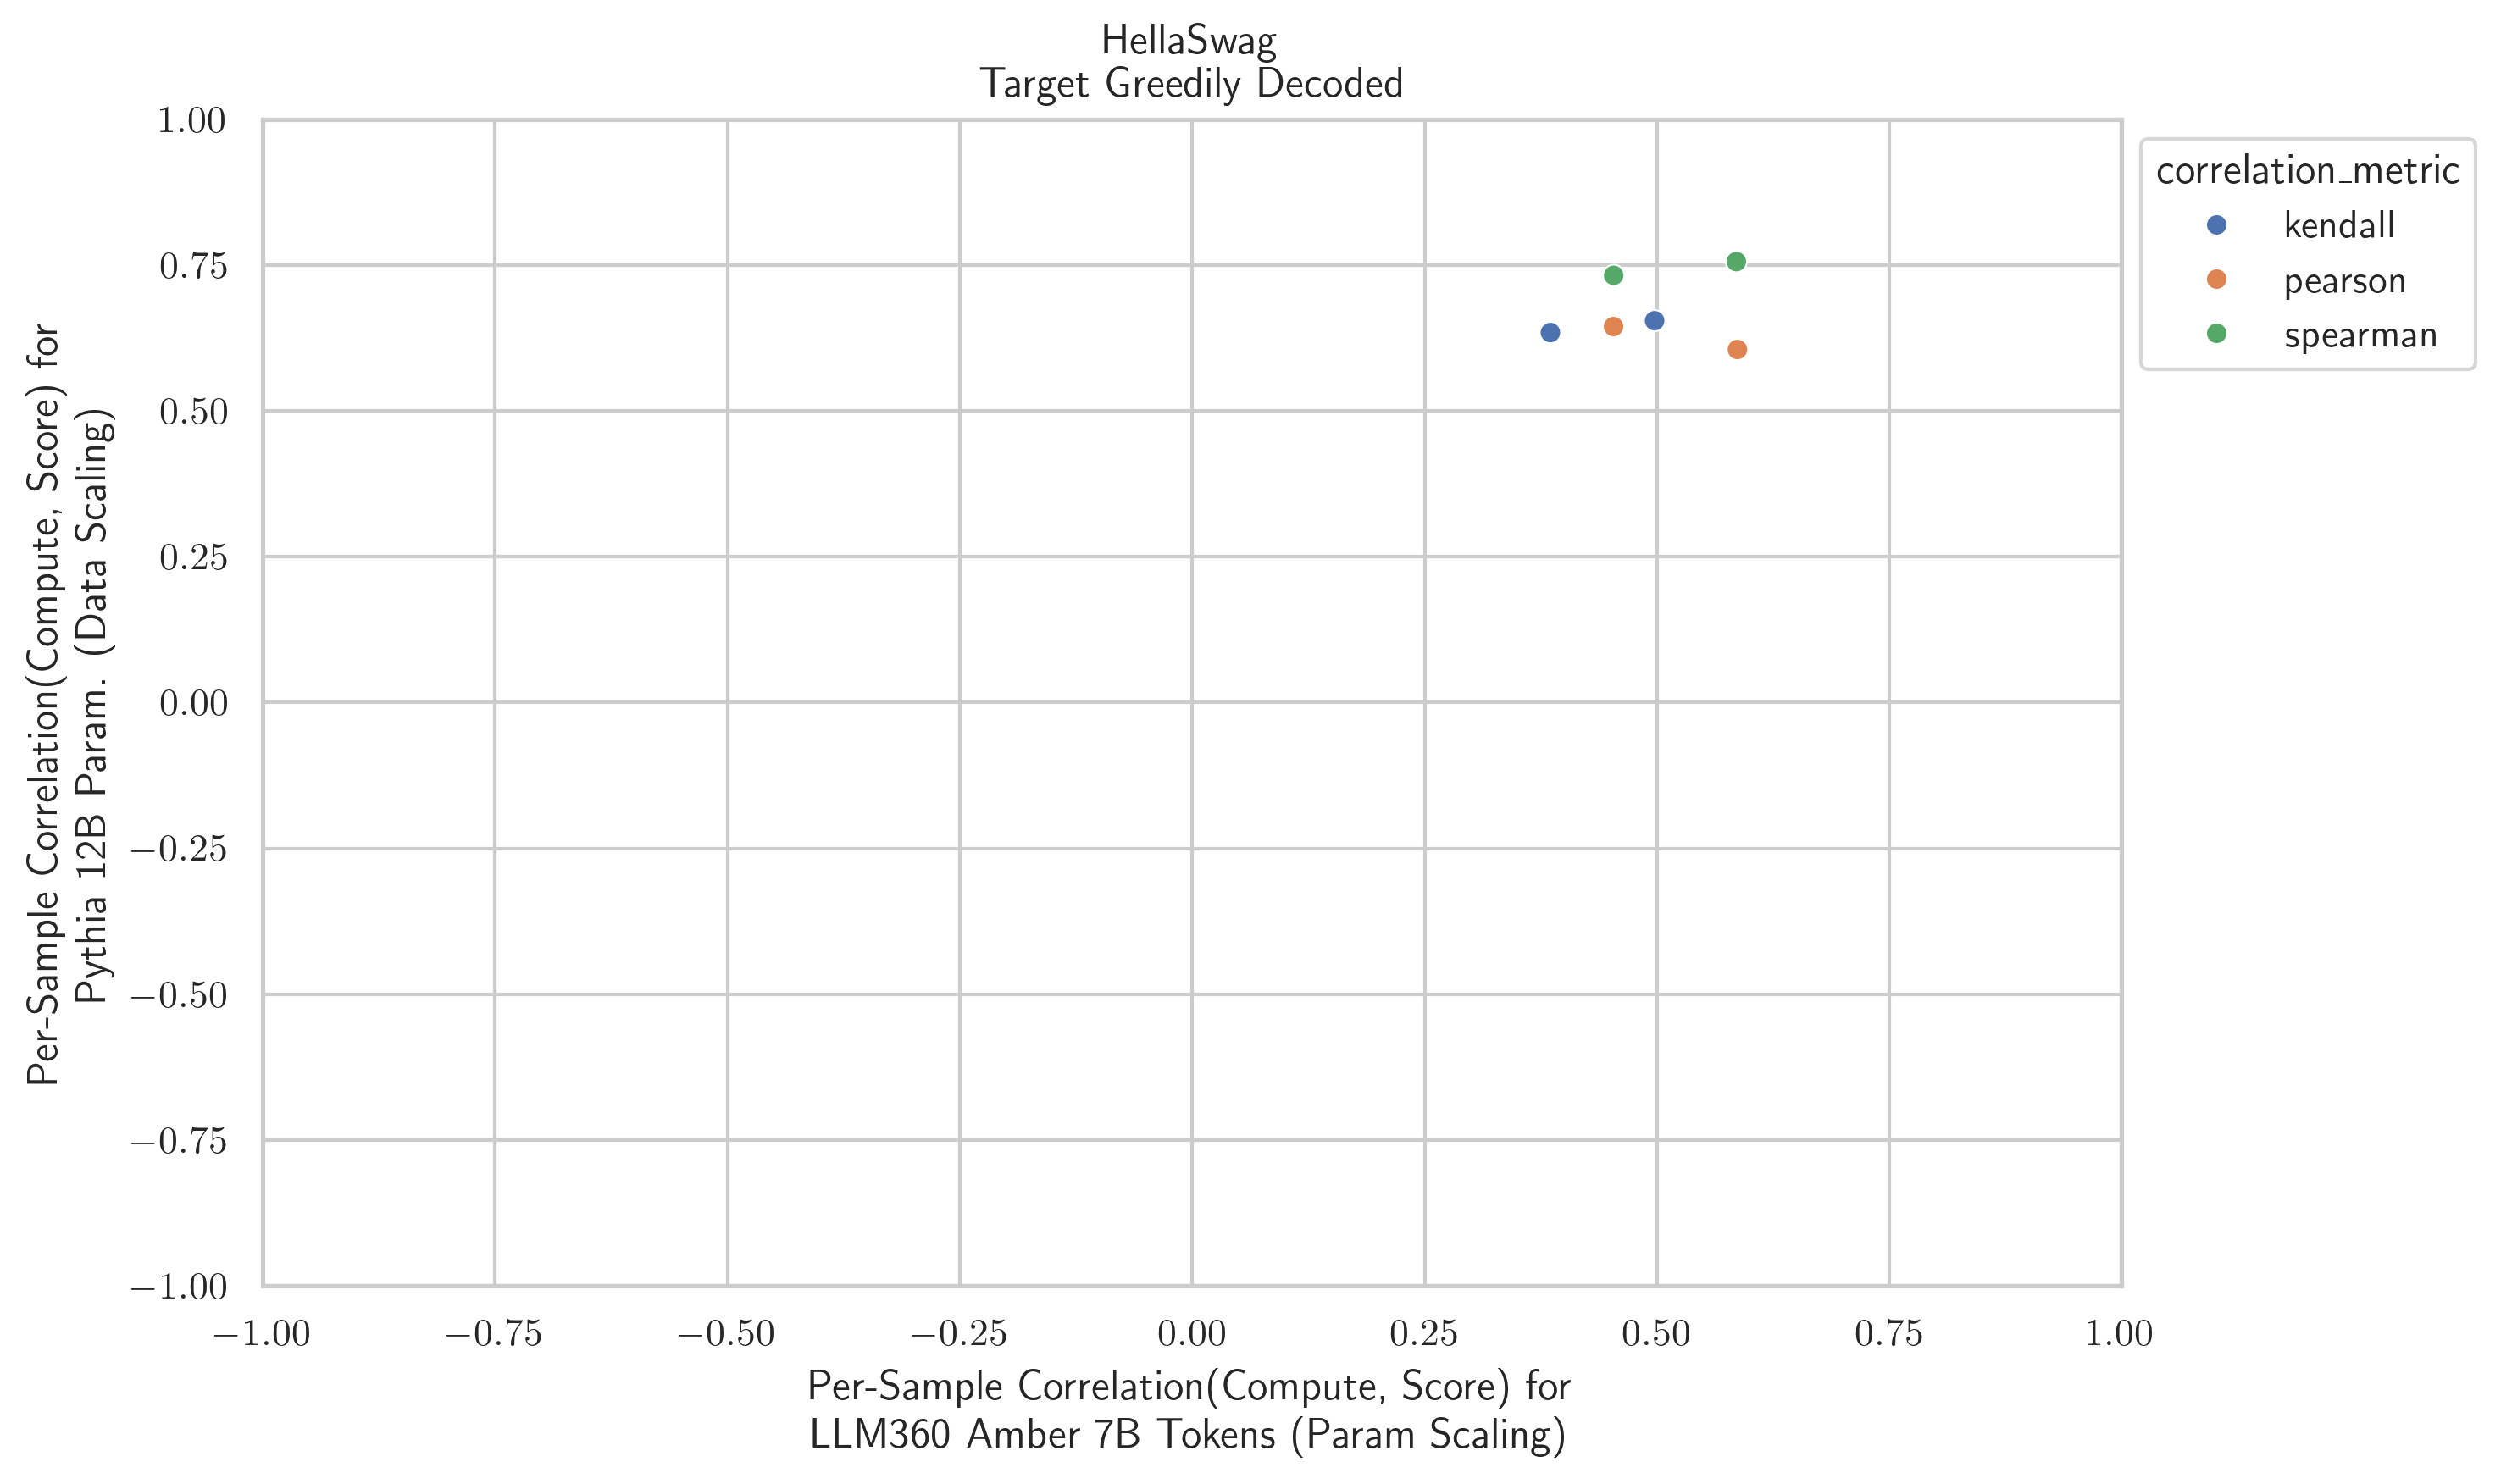 HellaSwag
Target Greedily Decoded
1.00
0.75
0.50
0.25
0.00
−0.25
−0.50
−0.75
−1.00
Per-Sample Correlation(Compute, Score) for
Pythia 12B Param. (Data Scaling)
correlation_metric
kendall
pearson
spearman
−1.00 −0.75 −0.50 −0.25 0.00 0.25 0.50 0.75 1.00
Per-Sample Correlation(Compute, Score) for
LLM360 Amber 7B Tokens (Param Scaling)